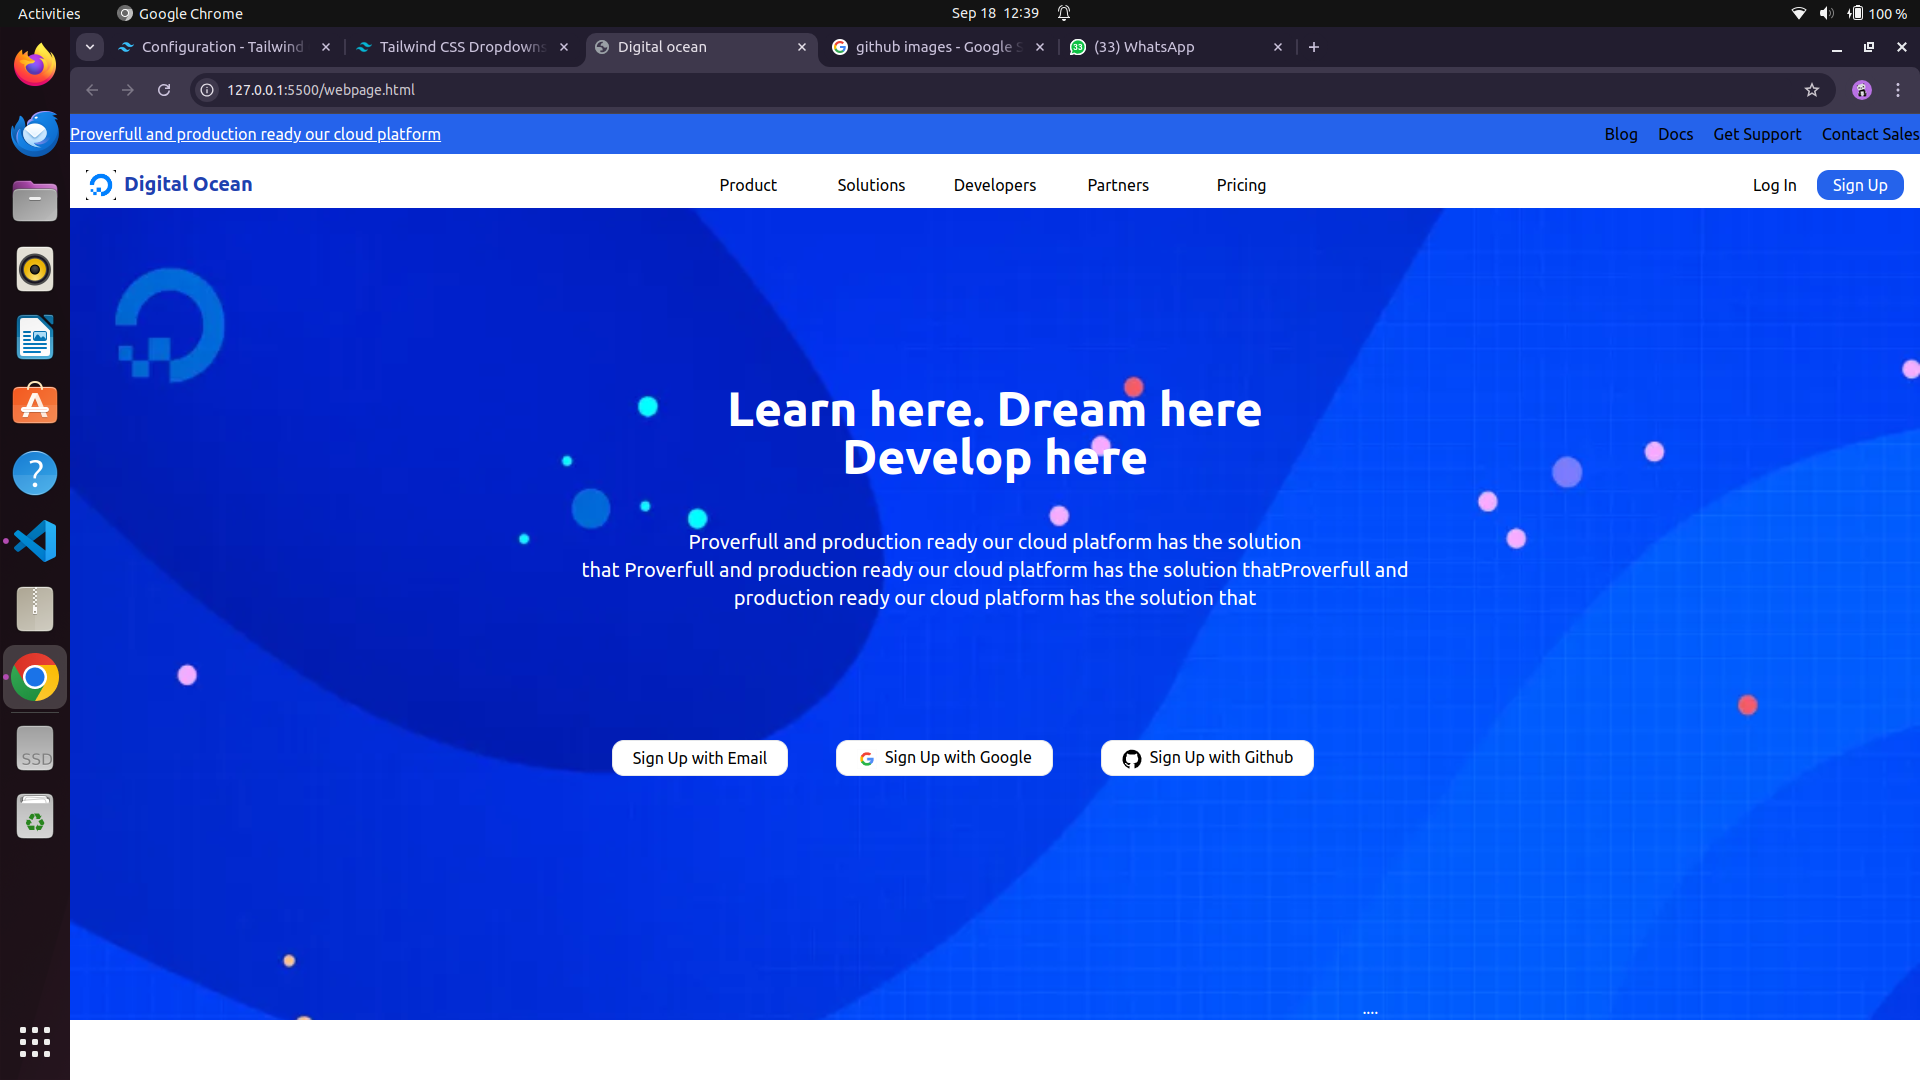 Activities
Google Chrome
Sep 18 12:39
100 %
Configuration - Tailwind
Tailwind CSS Dropdowns
Digital ocean
github images - Google S
(33) WhatsApp
127.0.0.1:5500/webpage.html
Proverfull and production ready our cloud platform
Blog
Docs
Get Support
Contact Sales
Digital Ocean
Product
Solutions
Developers
Partners
Pricing
Log In
Sign Up
Learn here. Dream here
Develop here
Proverfull and production ready our cloud platform has the solution
that Proverfull and production ready our cloud platform has the solution thatProverfull and
production ready our cloud platform has the solution that
Sign Up with Email
Sign Up with Google
Sign Up with Github
....
SSD